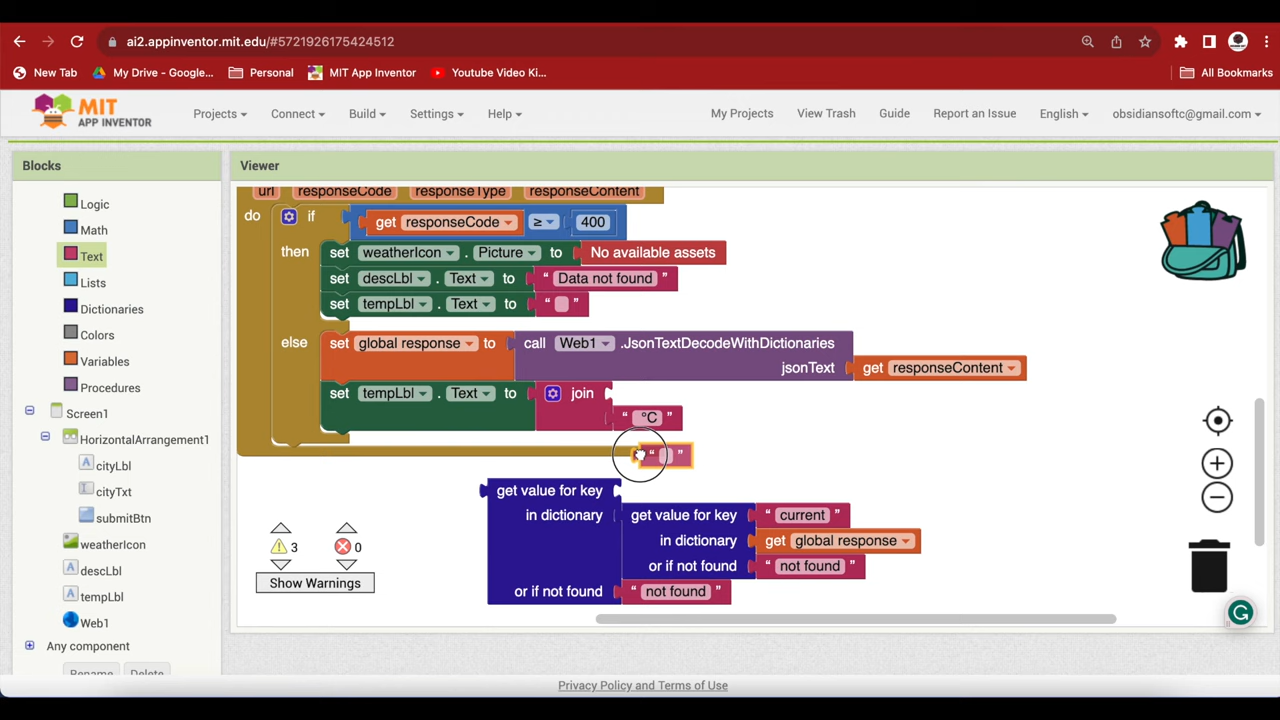 ai2.appinventor.mit.edu/#5721926175424512
New Tab
My Drive - Google...
Personal
MIT App Inventor
Youtube Video Ki...
All Bookmarks
MIT
APP INVENTOR
Projects
Connect
Build
Settings
Help
My Projects
View Trash
Guide
Report an Issue
English
obsidiansoftc@gmail.com
Blocks
Viewer
Logic
Math
Text
Lists
Dictionaries
Colors
Variables
Procedures
Screen1
HorizontalArrangement1
cityLbl
cityTxt
submitBtn
weatherIcon
descLbl
tempLbl
Web1
Any component
Rename
Delete
url responseCode responseType responseContent
do if get responseCode ≥ 400
then set weatherIcon . Picture to No available assets
set descLbl . Text to “ Data not found ”
set tempLbl . Text to “ ”
else set global response to call Web1 .JsonTextDecodeWithDictionaries
jsonText get responseContent
set tempLbl . Text to join
“ °C ”
“ ”
get value for key
in dictionary get value for key “ current ”
in dictionary get global response
or if not found “ not found ”
or if not found “ not found ”
3 0
Show Warnings
Privacy Policy and Terms of Use